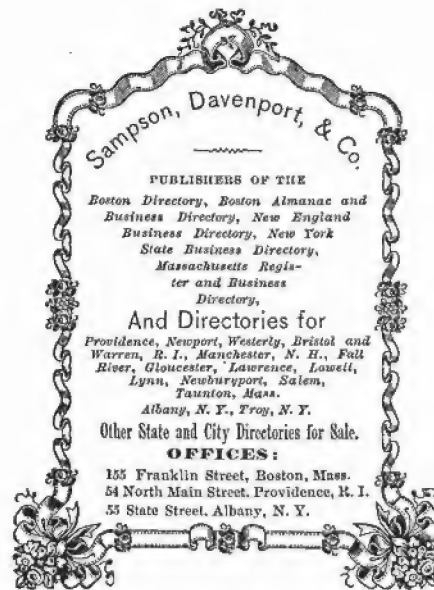 Sampson, Davenport, & Co.
PUBLISHERS OF THE
Boston Directory, Boston Almanac and
Business Directory, New England
Business Directory, New York
State Business Directory,
Massachusetts Regis-
ter and Business
Directory,
And Directories for
Providence, Newport, Westerly, Bristol and
Warren, R. I., Manchester, N. H., Fall
River, Gloucester, Lawrence, Lowell,
Lynn, Newburyport, Salem,
Taunton, Mass.
Albany, N. Y., Troy, N. Y.
Other State and City Directories for Sale.
OFFICES:
155 Franklin Street, Boston, Mass.
54 North Main Street. Providence, R. I.
55 State Street. Albany, N. Y.